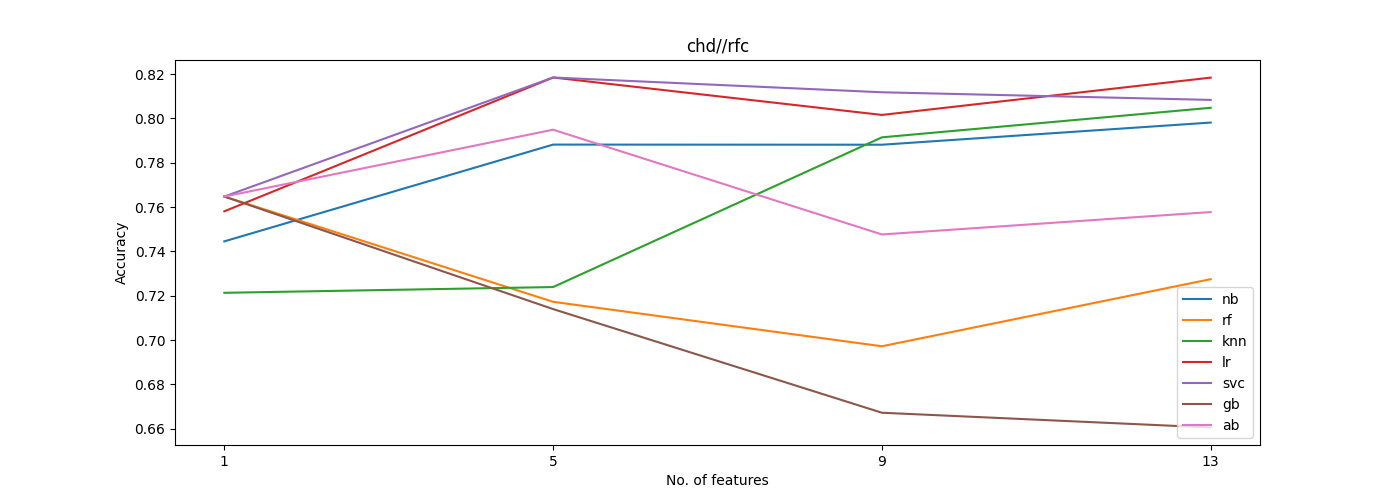 chd//rfc
Accuracy
0.82
0.80
0.78
0.76
0.74
0.72
0.70
0.68
0.66
nb
rf
knn
lr
svc
gb
ab
1 5 9 13
No. of features